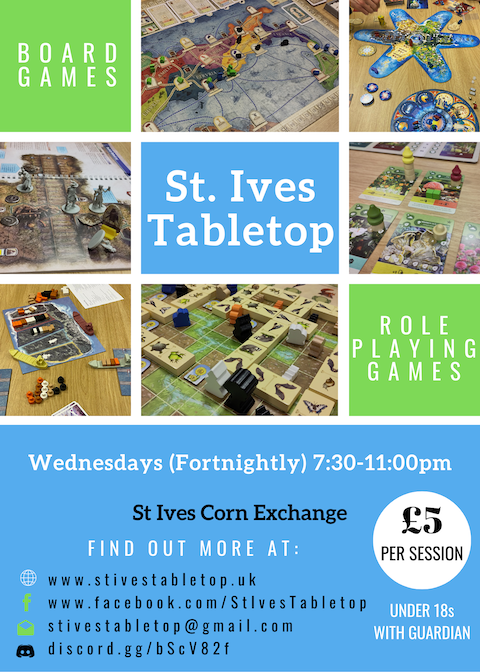 BOARD
GAMES
St. Ives
Tabletop
ROLE
PLAYING
GAMES
Wednesdays (Fortnightly) 7:30-11:00pm
St Ives Corn Exchange
£5
PER SESSION
FIND OUT MORE AT:
www.stivestabletop.uk
www.facebook.com/StIvesTabletop
stivestabletop@gmail.com
discord.gg/bScV82f
UNDER 18s
WITH GUARDIAN